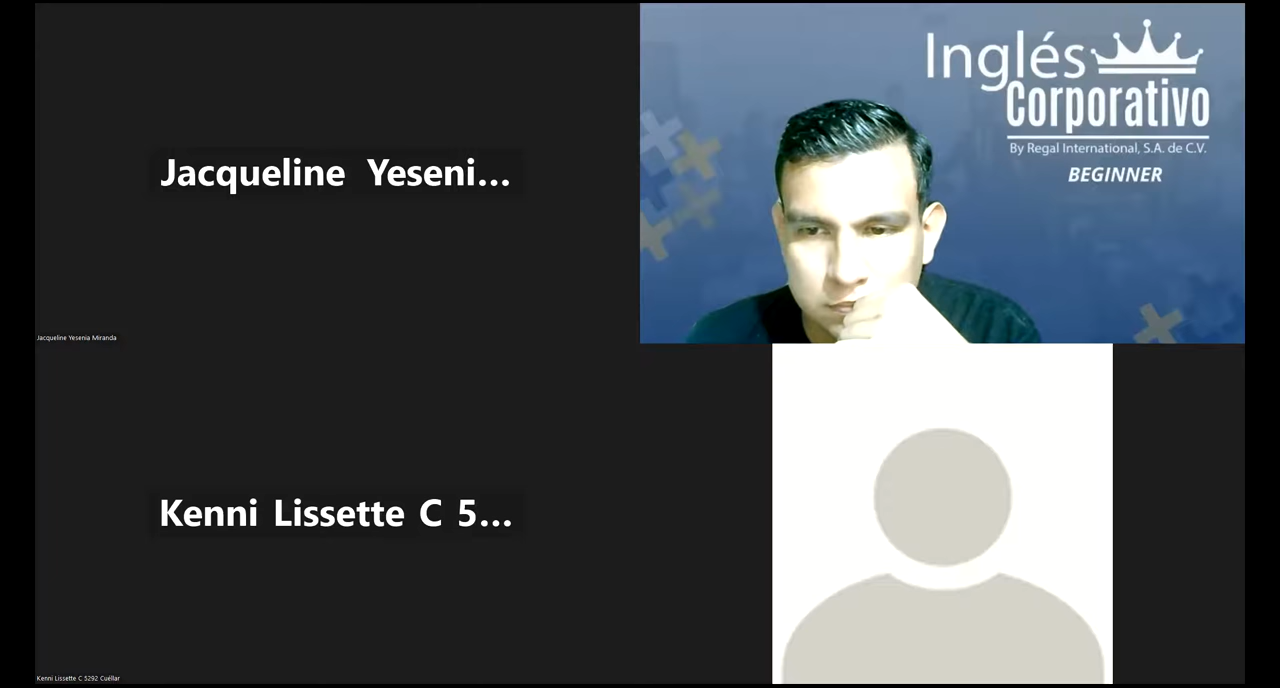 Jacqueline Yeseni...
Jacqueline Yesenia Miranda
Inglés
Corporativo
By Regal International, S.A. de C.V.
BEGINNER
Kenni Lissette C 5...
Kenni Lissette C 5292 Cuéllar